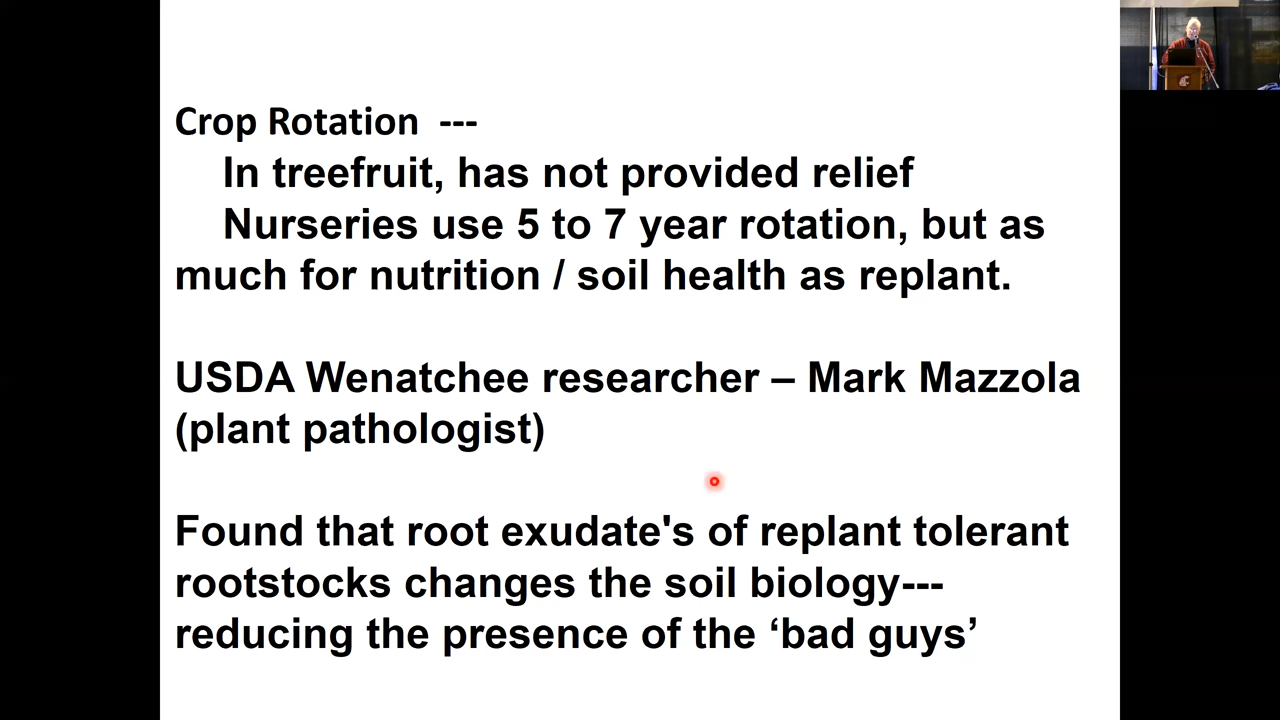 Crop Rotation ---
In treefruit, has not provided relief
Nurseries use 5 to 7 year rotation, but as
much for nutrition / soil health as replant.
USDA Wenatchee researcher – Mark Mazzola
(plant pathologist)
Found that root exudate's of replant tolerant
rootstocks changes the soil biology---
reducing the presence of the ‘bad guys’